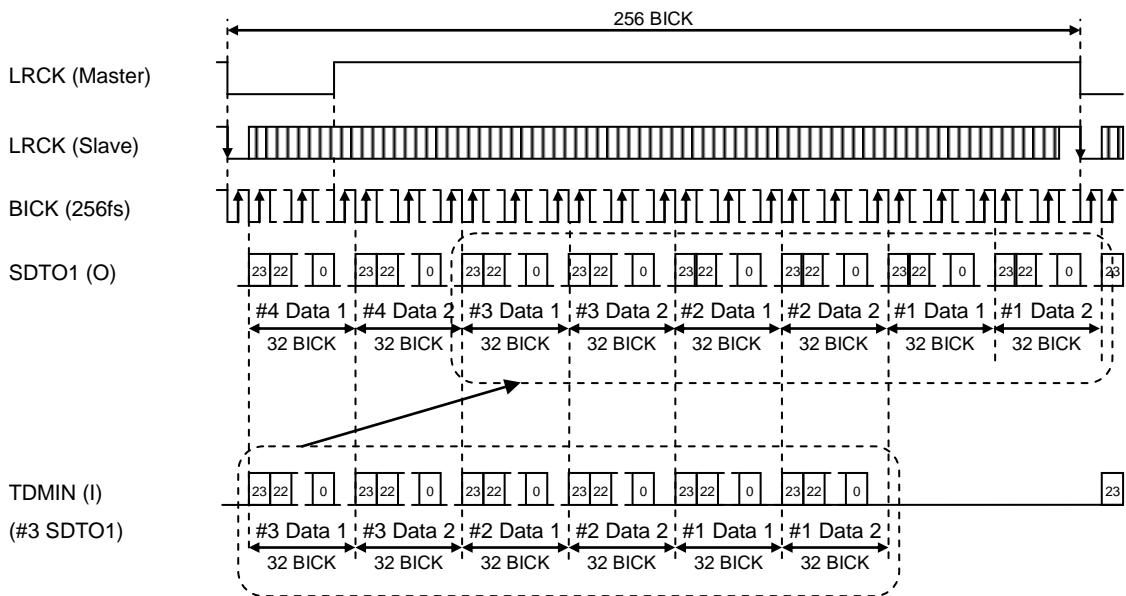 256 BICK
LRCK (Master)
LRCK (Slave)
BICK (256fs)
SDTO1 (O)
23 22 0 23 22 0 23 22 0 23 22 0 23 22 0 23 22 0 23 22 0 23 22 0 23
#4 Data 1 #4 Data 2 #3 Data 1 #3 Data 2 #2 Data 1 #2 Data 2 #1 Data 1 #1 Data 2
32 BICK 32 BICK 32 BICK 32 BICK 32 BICK 32 BICK 32 BICK 32 BICK
TDMIN (I)
23 22 0 23 22 0 23 22 0 23 22 0 23 22 0 23 22 0 23
(#3 SDTO1)
#3 Data 1 #3 Data 2 #2 Data 1 #2 Data 2 #1 Data 1 #1 Data 2
32 BICK 32 BICK 32 BICK 32 BICK 32 BICK 32 BICK